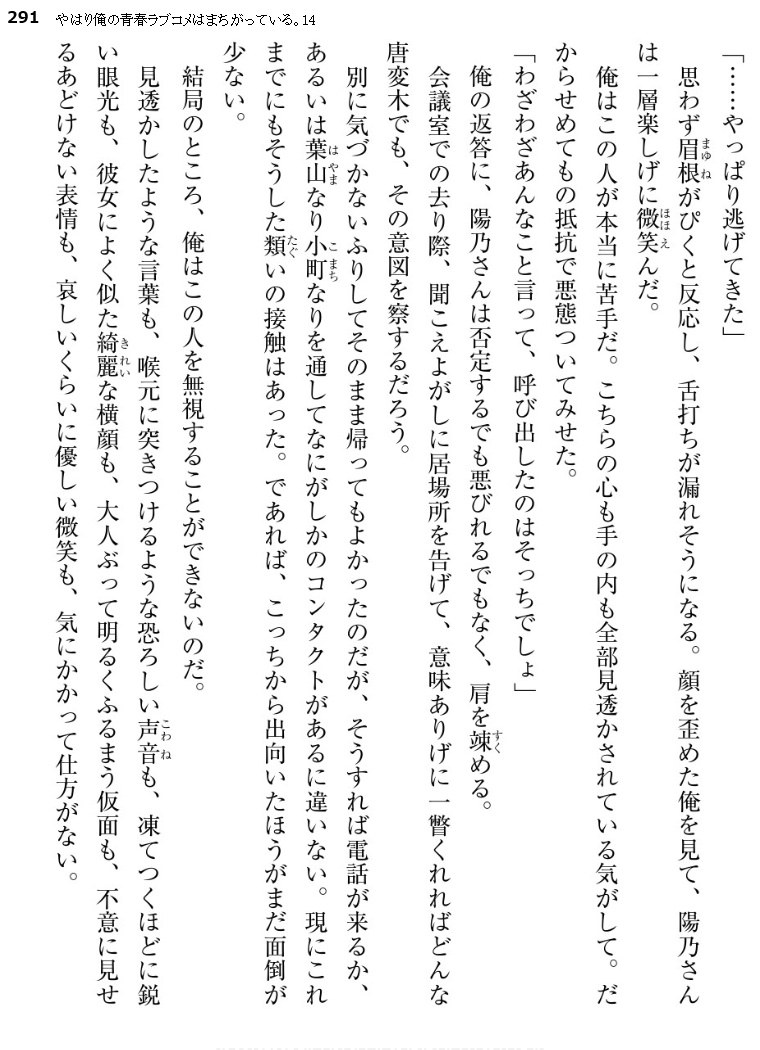 291 やはり俺の青春ラブコメはまちがっている。14
「……やっぱり逃げてきた」
　思わず眉根がぴくと反応し、舌打ちが漏れそうになる。顔を歪めた俺を見て、陽乃さん
は一層楽しげに微笑んだ。
　俺はこの人が本当に苦手だ。こちらの心も手の内も全部見透かされている気がして。だ
からせめてもの抵抗で悪態ついてみせた。
「わざわざあんなこと言って、呼び出したのはそっちでしょ」
　俺の返答に、陽乃さんは否定するでも悪びれるでもなく、肩を竦める。
　会議室での去り際、聞こえよがしに居場所を告げて、意味ありげに一瞥くれればどんな
唐変木でも、その意図を察するだろう。
　別に気づかないふりしてそのまま帰ってもよかったのだが、そうすれば電話が来るか、
あるいは葉山なり小町なりを通してなにがしかのコンタクトがあるに違いない。現にこれ
までにもそうした類いの接触はあった。であれば、こっちから出向いたほうがまだ面倒が
少ない。
　結局のところ、俺はこの人を無視することができないのだ。
　見透かしたような言葉も、喉元に突きつけるような恐ろしい声音も、凍てつくほどに鋭
い眼光も、彼女によく似た綺麗な横顔も、大人ぶって明るくふるまう仮面も、不意に見せ
るあどけない表情も、哀しいくらいに優しい微笑も、気にかかって仕方がない。